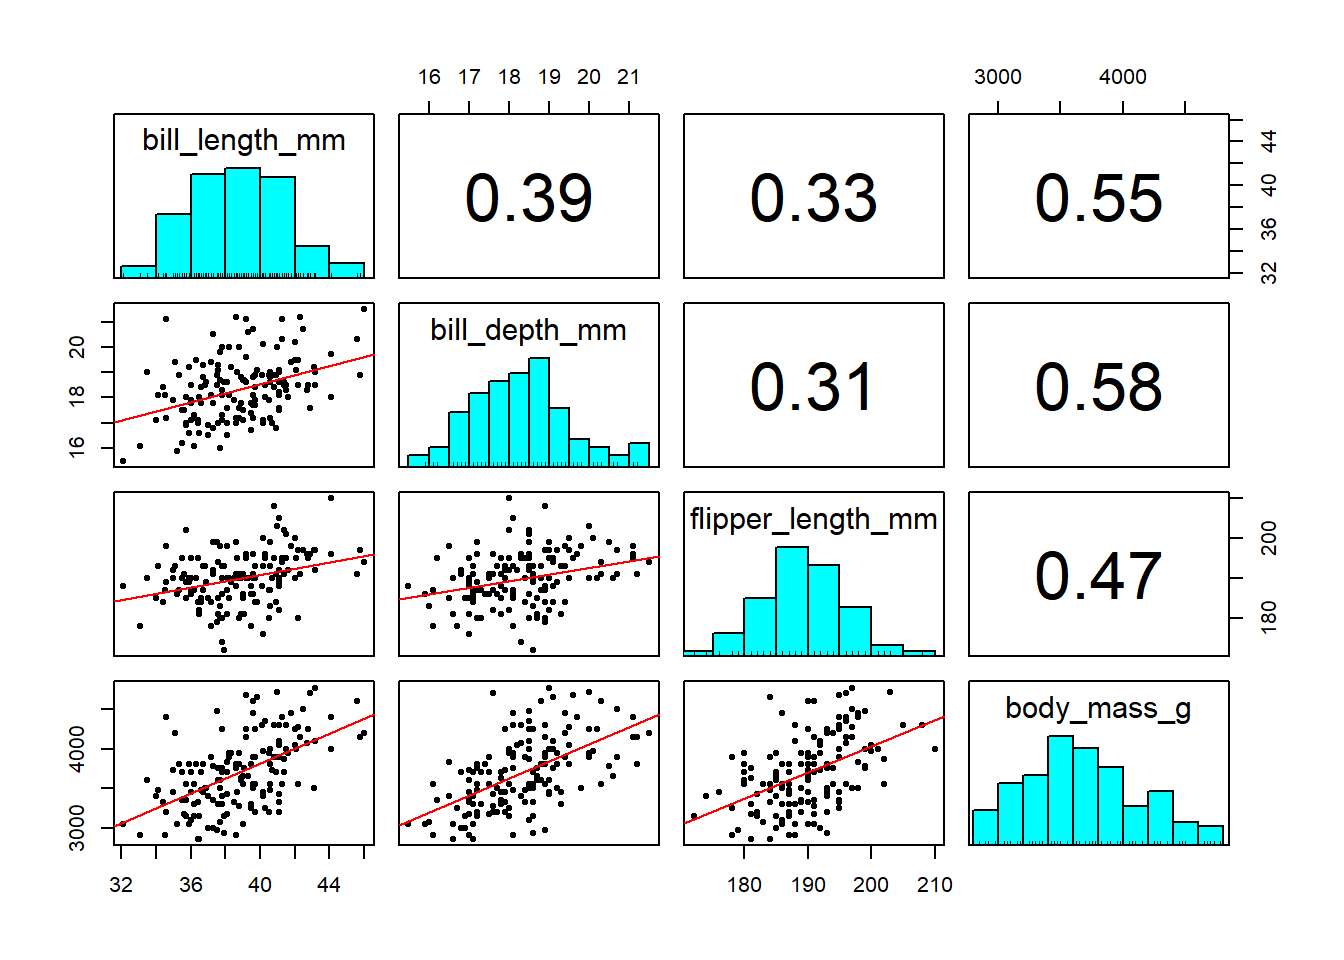 16 17 18 19 20 21
3000 4000
bill_length_mm
0.39
0.33
0.55
44
40
36
32
bill_depth_mm
0.31
0.58
20
18
16
flipper_length_mm
0.47
200
180
body_mass_g
4000
3000
32 36 40 44
180 190 200 210